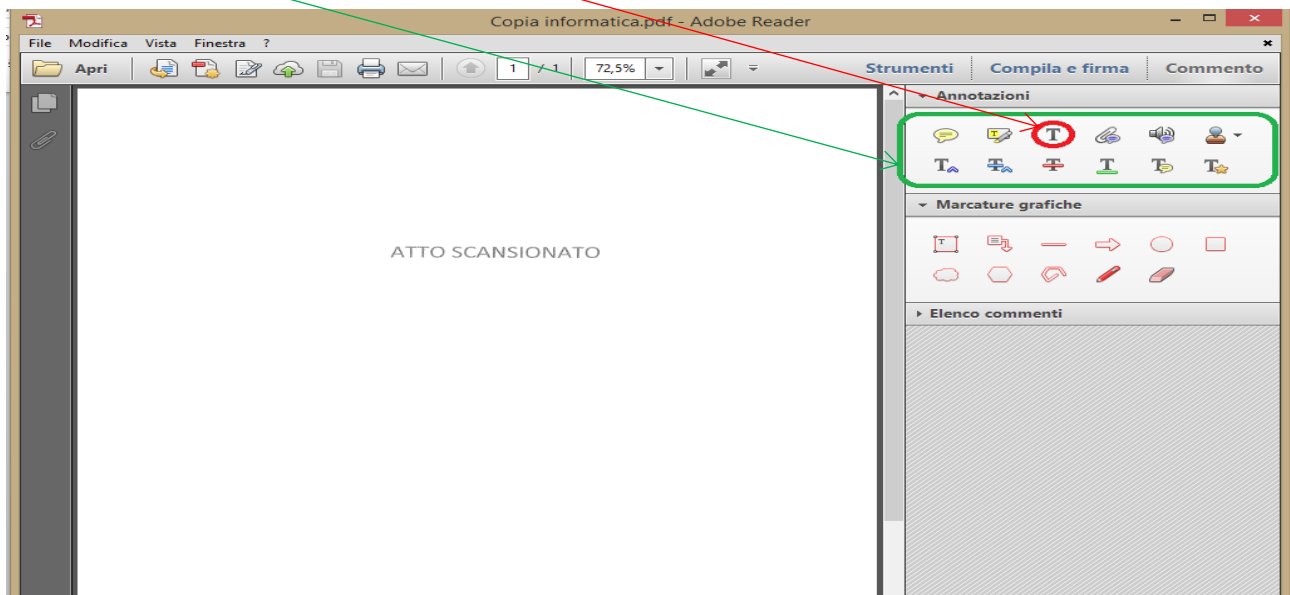 Copia informatica.pdf - Adobe Reader
File Modifica Vista Finestra ?
Apri 1 / 1 72,5% Strumenti Compila e firma Commento
Annotazioni
ATTO SCANSIONATO
Marcature grafiche
Elenco commenti